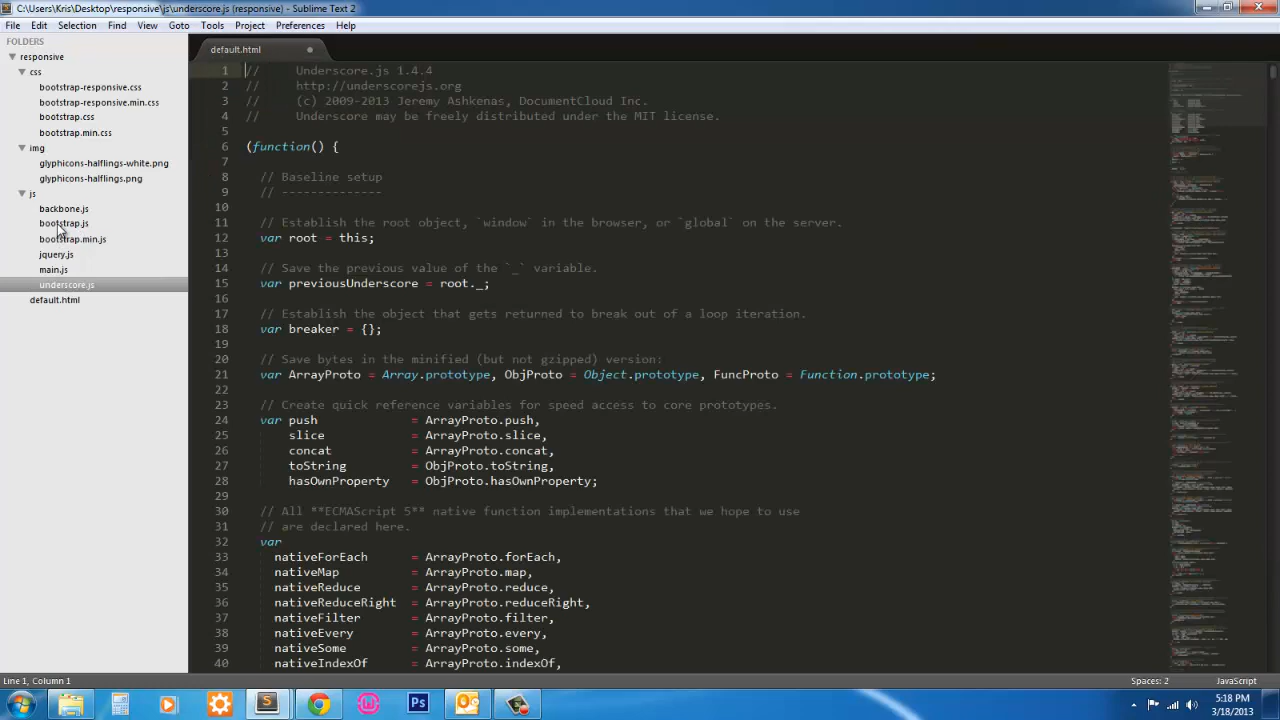 C:\Users\Kris\Desktop\responsive\js\underscore.js (responsive) - Sublime Text 2
File Edit Selection Find View Goto Tools Project Preferences Help
FOLDERS
responsive
css
bootstrap-responsive.css
bootstrap-responsive.min.css
bootstrap.css
bootstrap.min.css
img
glyphicons-halflings-white.png
glyphicons-halflings.png
js
backbone.js
bootstrap.js
bootstrap.min.js
jquery.js
main.js
underscore.js
default.html
default.html
1 // Underscore.js 1.4.4
2 // http://underscorejs.org
3 // (c) 2009-2013 Jeremy Ashkenas, DocumentCloud Inc.
4 // Underscore may be freely distributed under the MIT license.
5
6 (function() {
7
8 // Baseline setup
9 // --------------
10
11 // Establish the root object, `window` in the browser, or `global` on the server.
12 var root = this;
13
14 // Save the previous value of the `_` variable.
15 var previousUnderscore = root._;
16
17 // Establish the object that gets returned to break out of a loop iteration.
18 var breaker = {};
19
20 // Save bytes in the minified (but not gzipped) version:
21 var ArrayProto = Array.prototype, ObjProto = Object.prototype, FuncProto = Function.prototype;
22
23 // Create quick reference variables for speed access to core prototypes.
24 var push = ArrayProto.push,
25 slice = ArrayProto.slice,
26 concat = ArrayProto.concat,
27 toString = ObjProto.toString,
28 hasOwnProperty = ObjProto.hasOwnProperty;
29
30 // All **ECMAScript 5** native function implementations that we hope to use
31 // are declared here.
32 var
33 nativeForEach = ArrayProto.forEach,
34 nativeMap = ArrayProto.map,
35 nativeReduce = ArrayProto.reduce,
36 nativeReduceRight = ArrayProto.reduceRight,
37 nativeFilter = ArrayProto.filter,
38 nativeEvery = ArrayProto.every,
39 nativeSome = ArrayProto.some,
40 nativeIndexOf = ArrayProto.indexOf,
Line 1, Column 1
Spaces: 2
JavaScript
Ps
5:18 PM
3/18/2013